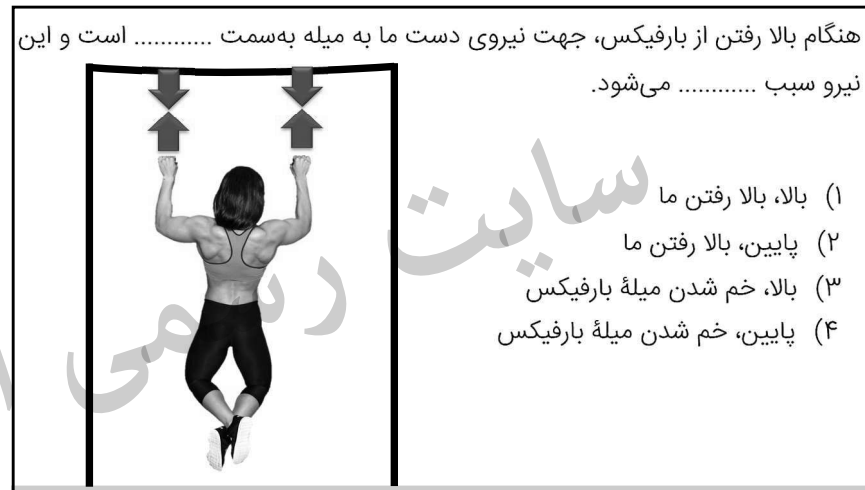 هنگام بالا رفتن از بارفیکس، جهت نیروی دست ما به میله به‌سمت ............ است و این
نیرو سبب ............ می‌شود.
۱) بالا، بالا رفتن ما
۲) پایین، بالا رفتن ما
۳) بالا، خم شدن میلهٔ بارفیکس
۴) پایین، خم شدن میلهٔ بارفیکس
سایت رسمی